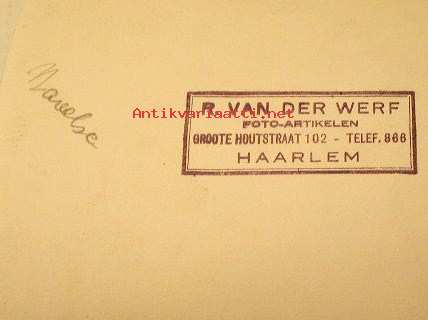 Antikvariaatti.net
R. VAN DER WERF
FOTO-ARTIKELEN
GROOTE HOUTSTRAAT 102 - TELEF. 866
HAARLEM